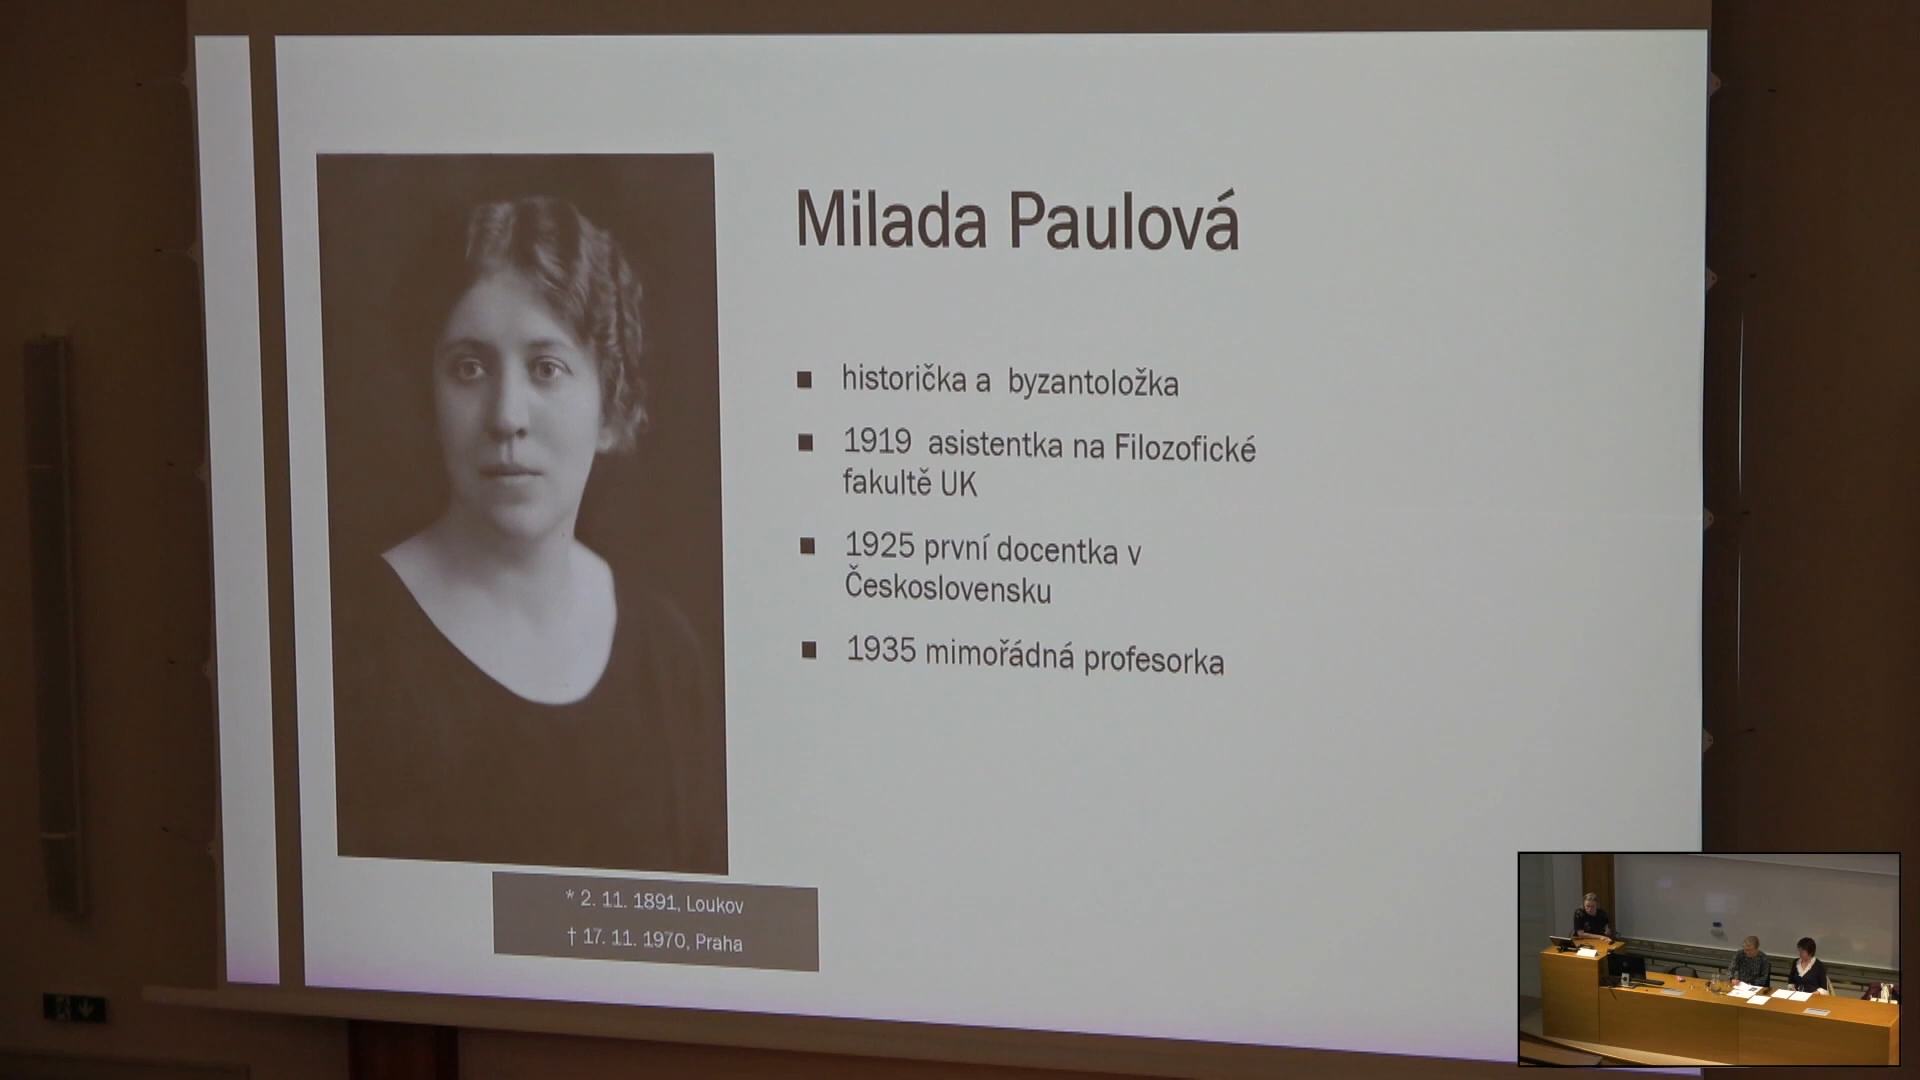 Milada Paulová
■ historička a byzantoložka
■ 1919 asistentka na Filozofické
fakultě UK
■ 1925 první docentka v
Československu
■ 1935 mimořádná profesorka
* 2. 11. 1891, Loukov
† 17. 11. 1970, Praha